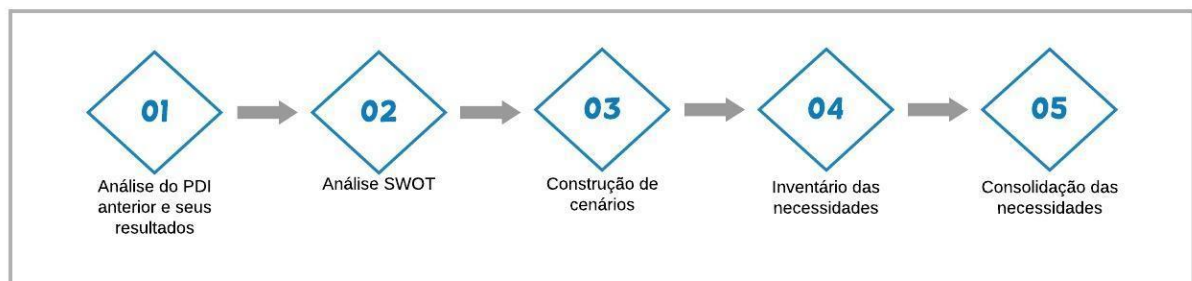 01
02
03
04
05
Análise do PDI
anterior e seus
resultados
Análise SWOT
Construção de
cenários
Inventário das
necessidades
Consolidação das
necessidades